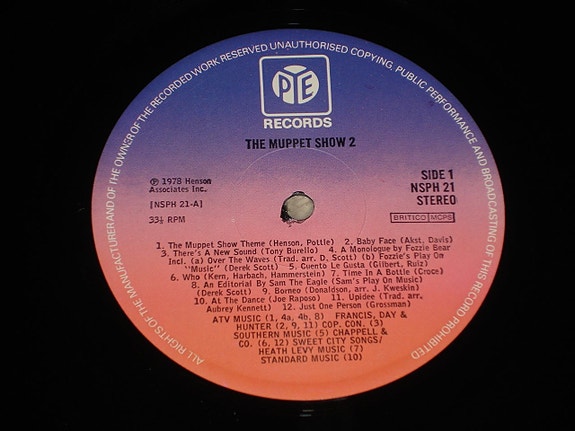 ALL RIGHTS OF THE MANUFACTURER AND OF THE OWNER OF THE RECORDED WORK RESERVED UNAUTHORISED COPYING, PUBLIC PERFORMANCE AND BROADCASTING OF THIS RECORD PROHIBITED
PYE
RECORDS
THE MUPPET SHOW 2
℗ 1978 Henson
Associates Inc.
[NSPH 21-A]
33⅓ RPM
SIDE 1
NSPH 21
STEREO
BRITICO MCPS
1. The Muppet Show Theme (Henson, Pottle) 2. Baby Face (Akst, Davis)
3. There's A New Sound (Tony Burello) 4. A Monologue by Fozzie Bear
Incl. (a) Over The Waves (Trad. arr D. Scott) (b) Fozzie's Play On
"Music" (Derek Scott) 5. Cuento Le Gusta (Gilbert, Ruiz)
6. Who (Kern, Harbach, Hammerstein) 7. Time In A Bottle (Croce)
8. An Editorial By Sam The Eagle (Sam's Play On Music)
(Derek Scott) 9. Borneo (Donaldson, arr. J. Kweskin)
10. At The Dance (Joe Raposo) 11. Upidee (Trad. arr.
Aubrey Kennett) 12. Just One Person (Grossman)
ATV MUSIC (1, 4a, 4b, 8) FRANCIS, DAY &
HUNTER (2, 9, 11) COP. CON. (3)
SOUTHERN MUSIC (5) CHAPPELL &
CO. (6, 12) SWEET CITY SONGS/
HEATH LEVY MUSIC (7)
STANDARD MUSIC (10)